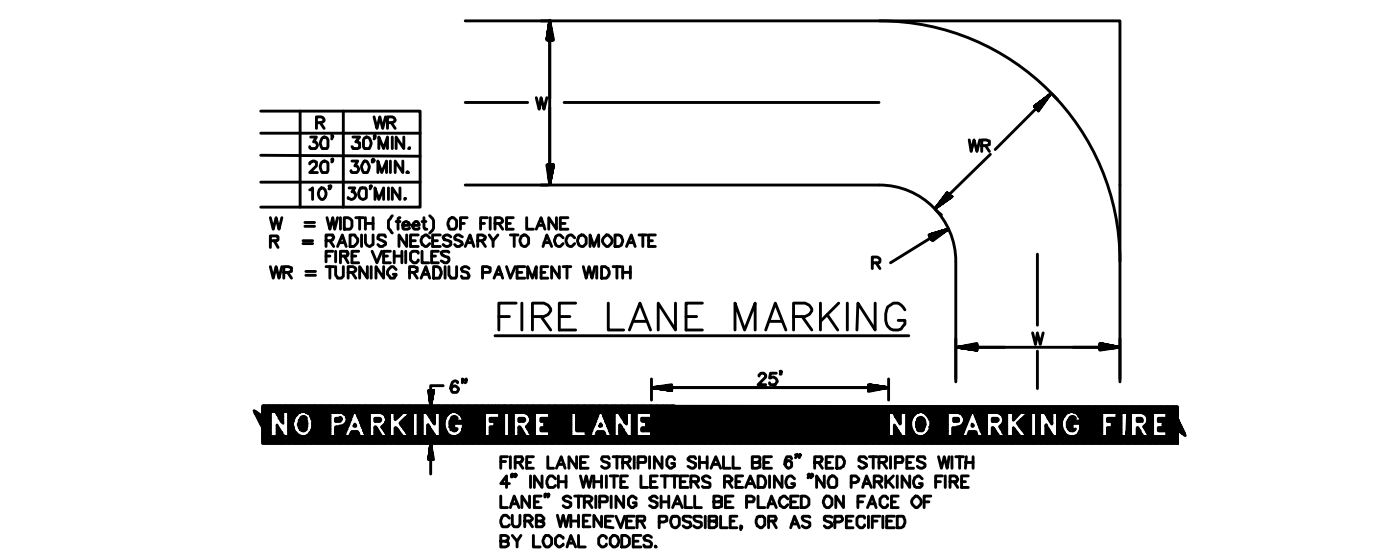 W
R WR
30' 30'MIN.
20' 30'MIN.
10' 30'MIN.
WR
W = WIDTH (feet) OF FIRE LANE
R = RADIUS NECESSARY TO ACCOMODATE
FIRE VEHICLES
WR = TURNING RADIUS PAVEMENT WIDTH
R
FIRE LANE MARKING
W
6"
25'
NO PARKING FIRE LANE NO PARKING FIRE
FIRE LANE STRIPING SHALL BE 6" RED STRIPES WITH
4" INCH WHITE LETTERS READING "NO PARKING FIRE
LANE" STRIPING SHALL BE PLACED ON FACE OF
CURB WHENEVER POSSIBLE, OR AS SPECIFIED
BY LOCAL CODES.